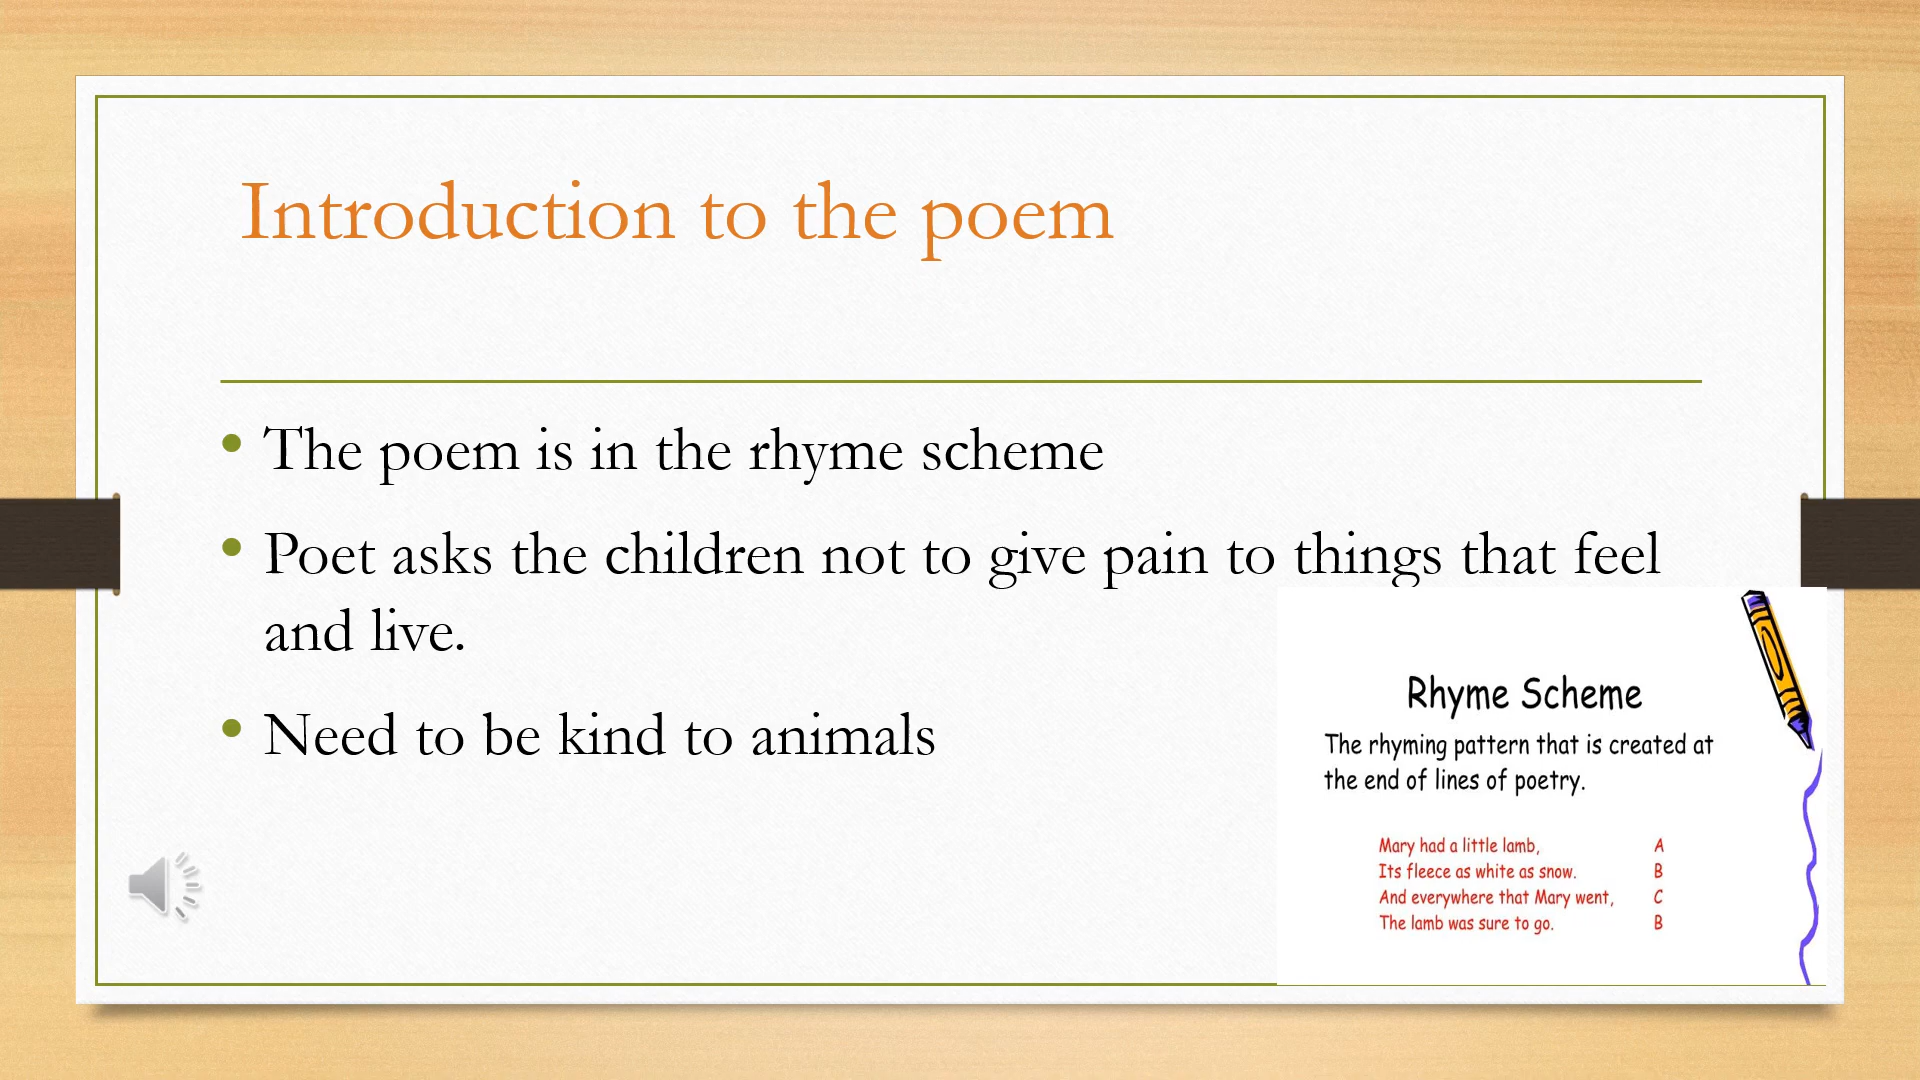 Introduction to the poem
• The poem is in the rhyme scheme
• Poet asks the children not to give pain to things that feel
and live.
• Need to be kind to animals
Rhyme Scheme
The rhyming pattern that is created at
the end of lines of poetry.
Mary had a little lamb, A
Its fleece as white as snow. B
And everywhere that Mary went, C
The lamb was sure to go. B